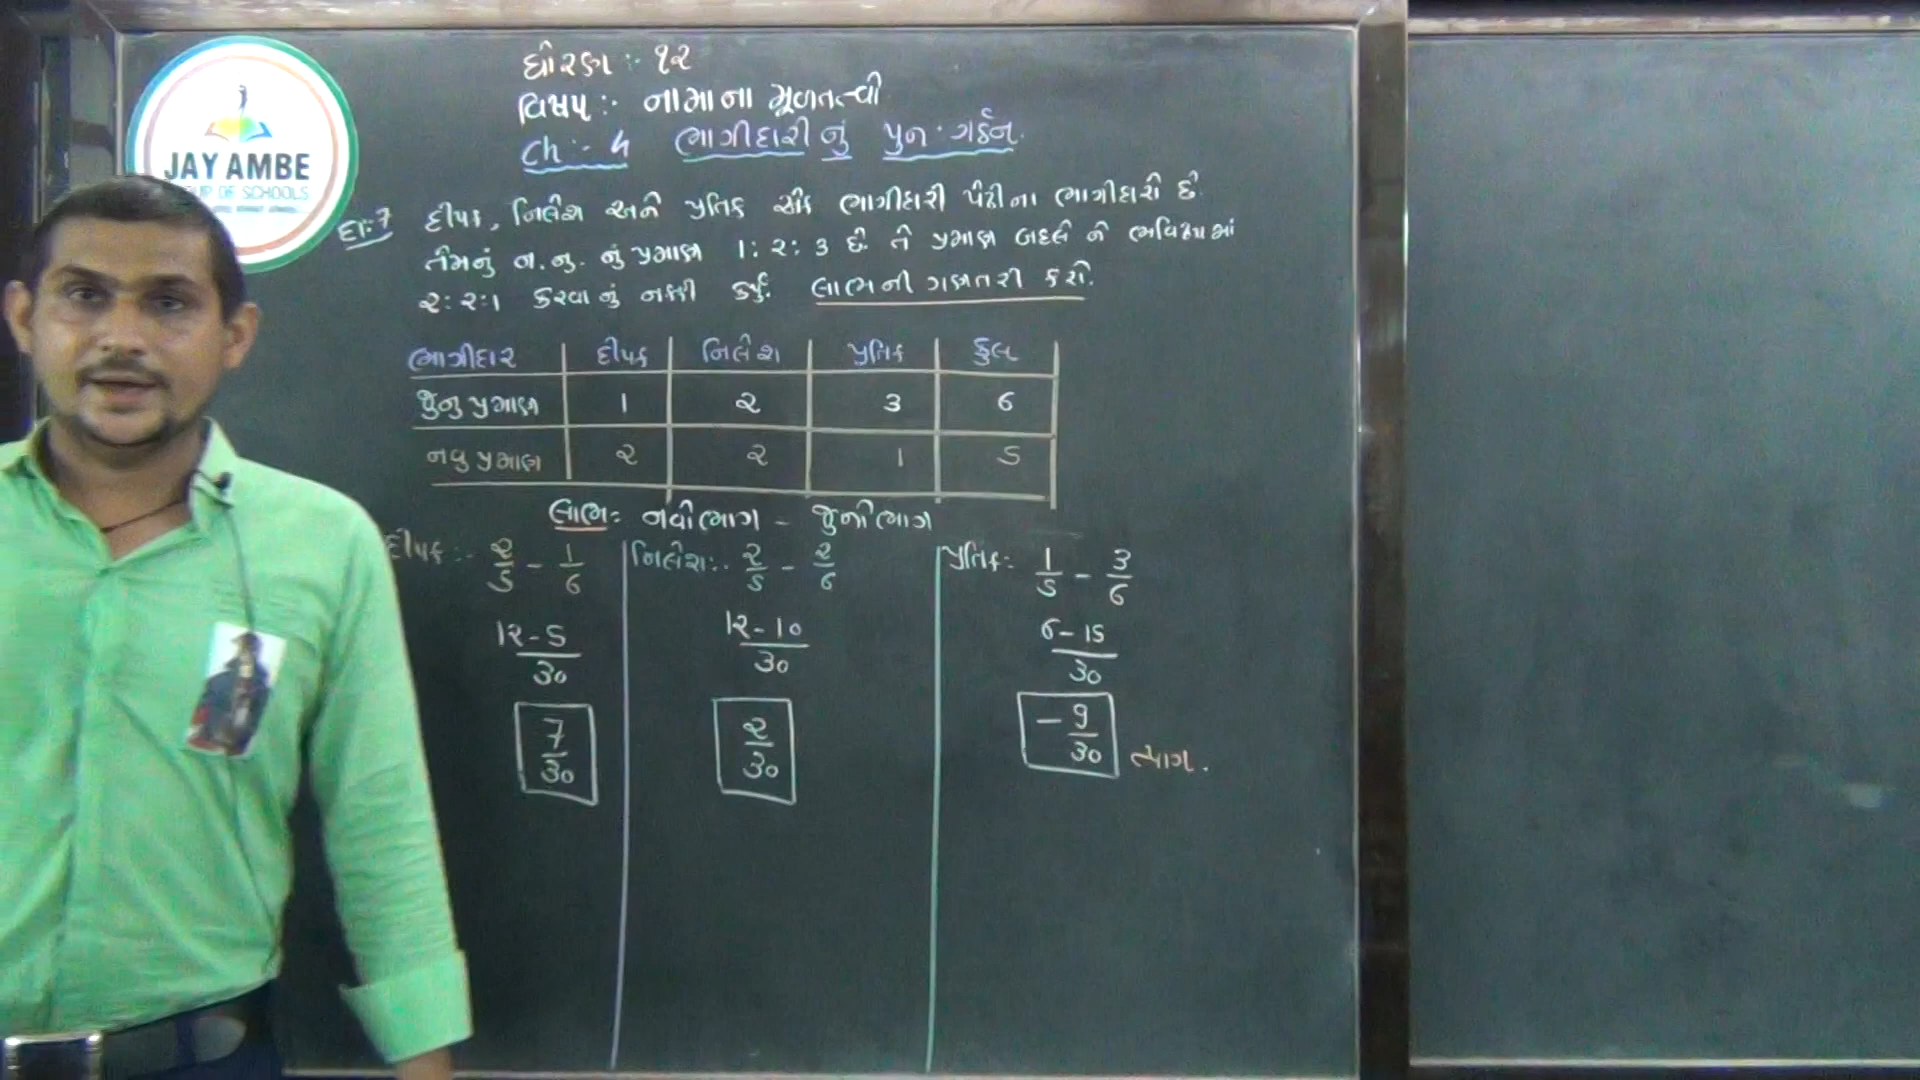 JAY AMBE
GROUP OF SCHOOLS
ધોરણ :- ૧૨
વિષય :- નામાના મૂળતત્વો
Ch :- 4 ભાગીદારીનું પુન:ગઠન.
દા:-7 દીપક, નિલેશ અને પ્રતિક એક ભાગીદારી પેઢીના ભાગીદારો છે.
તેમનું ન.નુ. નું પ્રમાણ 1:૨:3 છે. તે પ્રમાણ બદલી ને ભવિષ્યમાં
૨:૨:1 કરવાનું નક્કી કર્યું. લાભની ગણતરી કરો.
ભાગીદાર દીપક નિલેશ પ્રતિક કુલ
જુનુ પ્રમાણ 1 ૨ 3 6
નવુ પ્રમાણ ૨ ૨ 1 5
લાભ = નવો ભાગ - જુનો ભાગ
દીપક :- ૨/5 - 1/6 નિલેશ :- ૨/5 - ૨/6 પ્રતિક :- 1/5 - 3/6
1૨-5/30 1૨-10/30 6-15/30
7/30 ૨/30 -9/30 ત્યાગ.